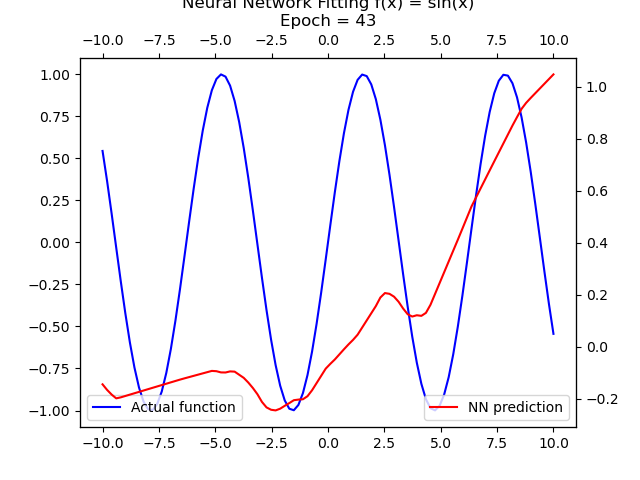 Neural Network Fitting f(x) = sin(x)
Epoch = 43
−10.0 −7.5 −5.0 −2.5 0.0 2.5 5.0 7.5 10.0
1.00
0.75
0.50
0.25
0.00
−0.25
−0.50
−0.75
−1.00
1.0
0.8
0.6
0.4
0.2
0.0
−0.2
Actual function
NN prediction
−10.0 −7.5 −5.0 −2.5 0.0 2.5 5.0 7.5 10.0